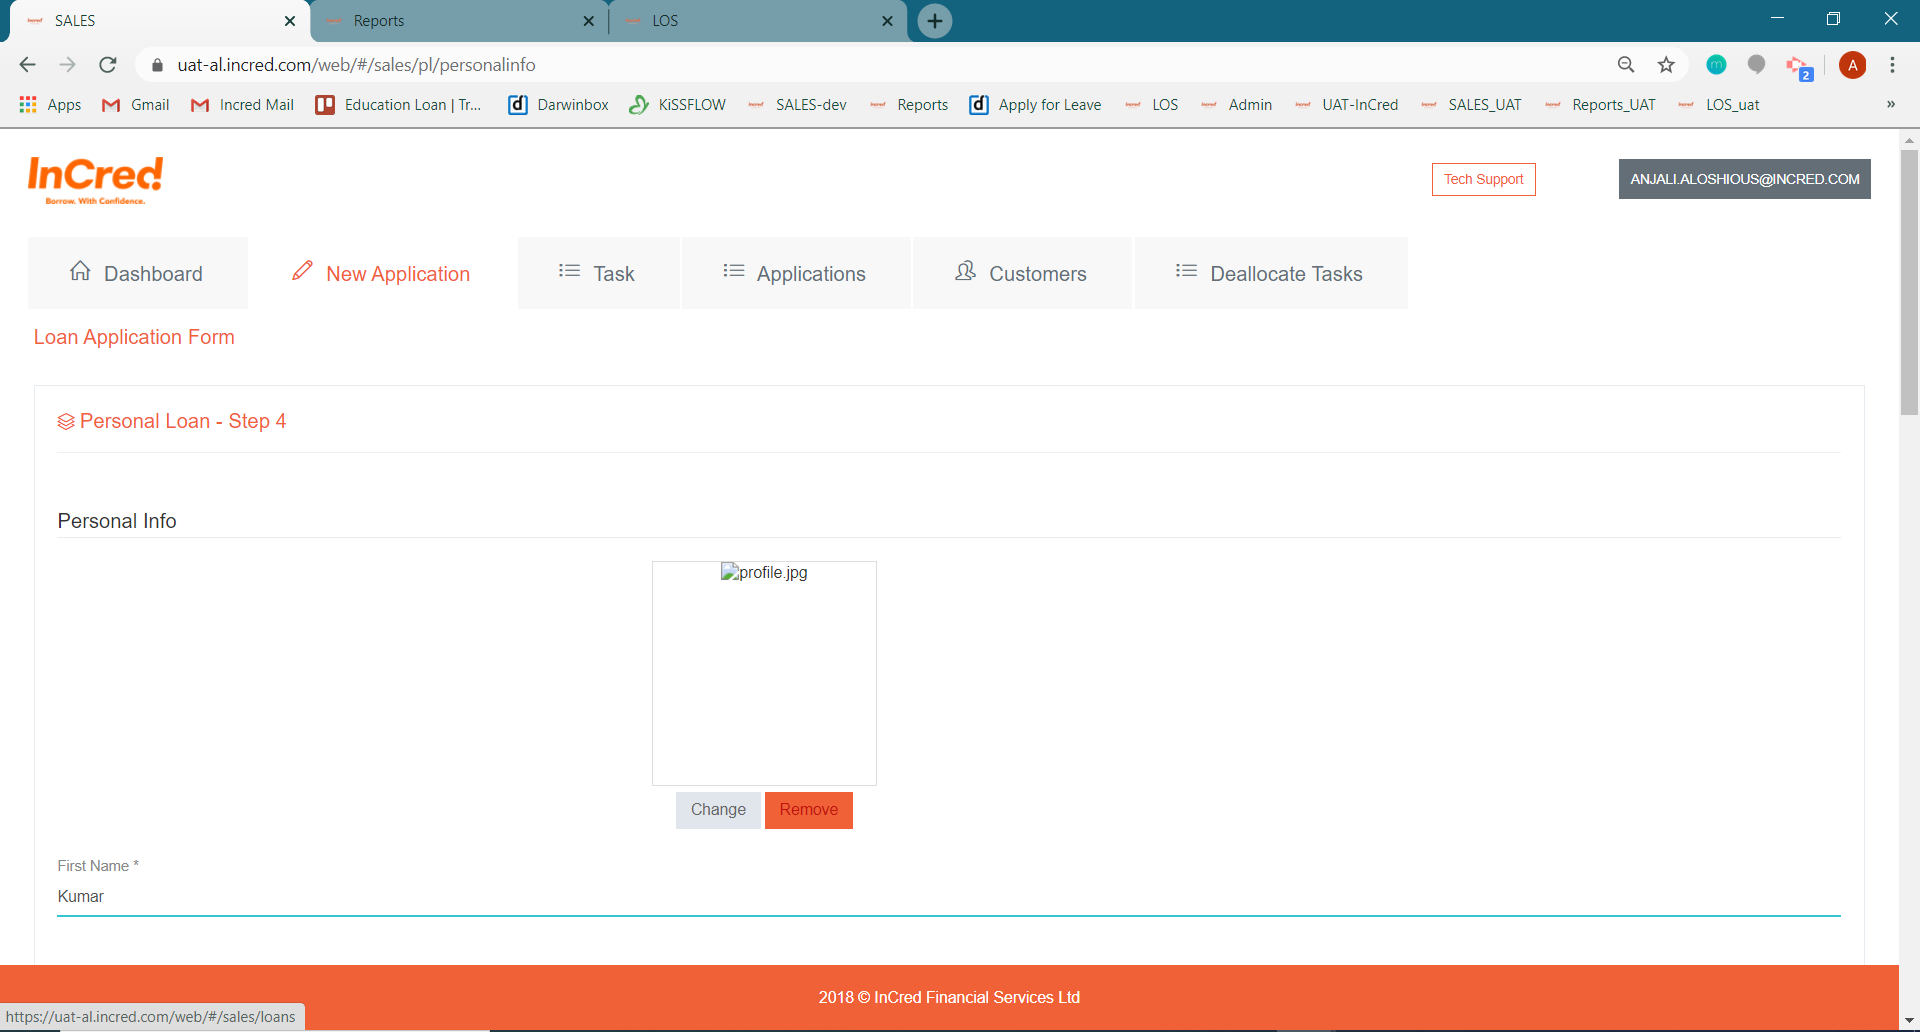 SALES
Reports
LOS
uat-al.incred.com/web/#/sales/pl/personalinfo
2
A
Apps
Gmail
Incred Mail
Education Loan | Tr...
Darwinbox
KiSSFLOW
SALES-dev
Reports
Apply for Leave
LOS
Admin
UAT-InCred
SALES_UAT
Reports_UAT
LOS_uat
InCred!
Borrow. With Confidence.
Tech Support
ANJALI.ALOSHIOUS@INCRED.COM
Dashboard
New Application
Task
Applications
Customers
Deallocate Tasks
Loan Application Form
Personal Loan - Step 4
Personal Info
profile.jpg
Change
Remove
First Name *
Kumar
2018 © InCred Financial Services Ltd
https://uat-al.incred.com/web/#/sales/loans